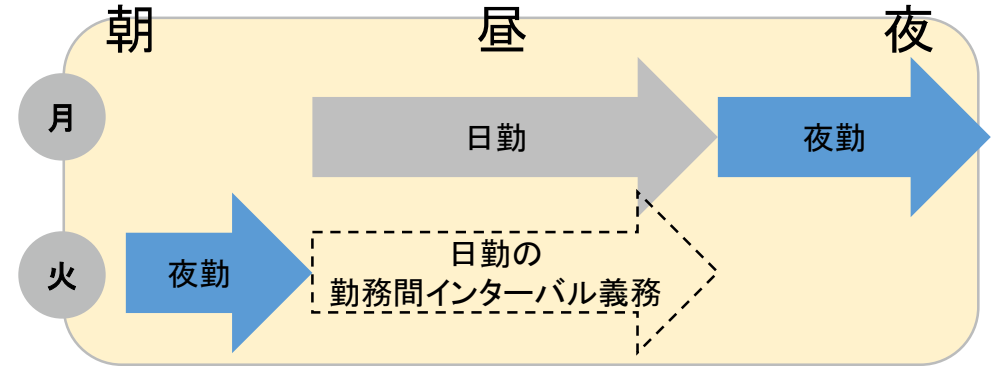 朝 昼 夜
月 日勤 夜勤
火 夜勤 日勤の
勤務間インターバル義務